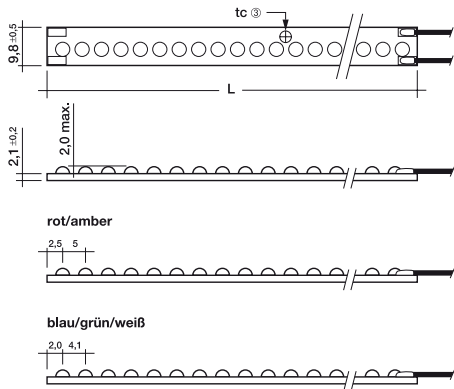 tc ③
9,8 ±0,5
L
2,0 max.
2,1 ±0,2
rot/amber
2,5 5
blau/grün/weiß
2,0 4,1